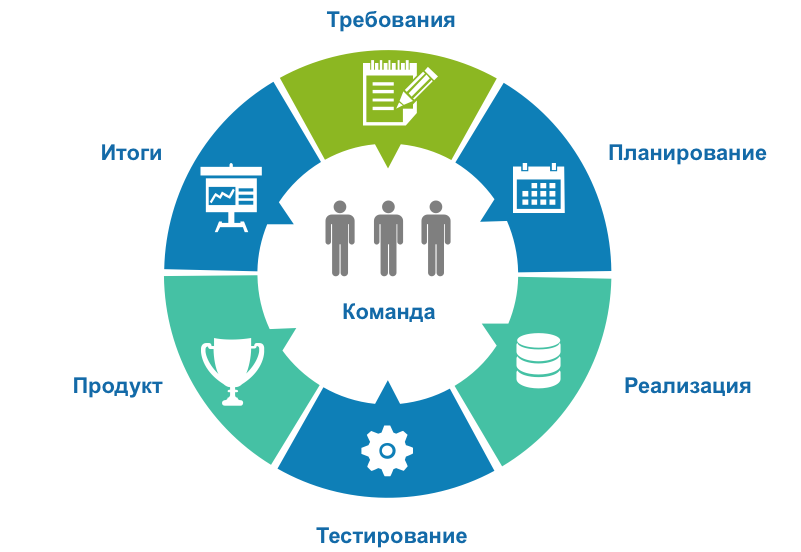 Требования
Итоги
Планирование
Команда
Продукт
Реализация
Тестирование